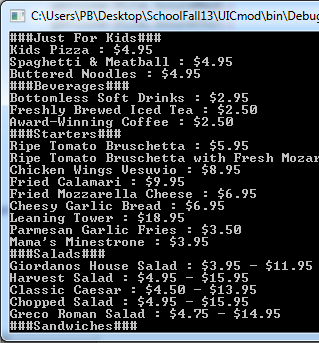 C:\Users\PB\Desktop\SchoolFall13\UICmod\bin\Debug
###Just For Kids###
Kids Pizza : $4.95
Spaghetti & Meatball : $4.95
Buttered Noodles : $4.95
###Beverages###
Bottomless Soft Drinks : $2.95
Freshly Brewed Iced Tea : $2.50
Award-Winning Coffee : $2.50
###Starters###
Ripe Tomato Bruschetta : $5.95
Ripe Tomato Bruschetta with Fresh Mozar
Chicken Wings Vesuvio : $8.95
Fried Calamari : $9.95
Fried Mozzarella Cheese : $6.95
Cheesy Garlic Bread : $6.95
Leaning Tower : $18.95
Parmesan Garlic Fries : $3.50
Mama's Minestrone : $3.95
###Salads###
Giordanos House Salad : $3.95 - $11.95
Harvest Salad : $4.95 - $15.95
Classic Caesar : $4.50 - $13.95
Chopped Salad : $4.95 - $15.95
Greco Roman Salad : $4.75 - $14.95
###Sandwiches###